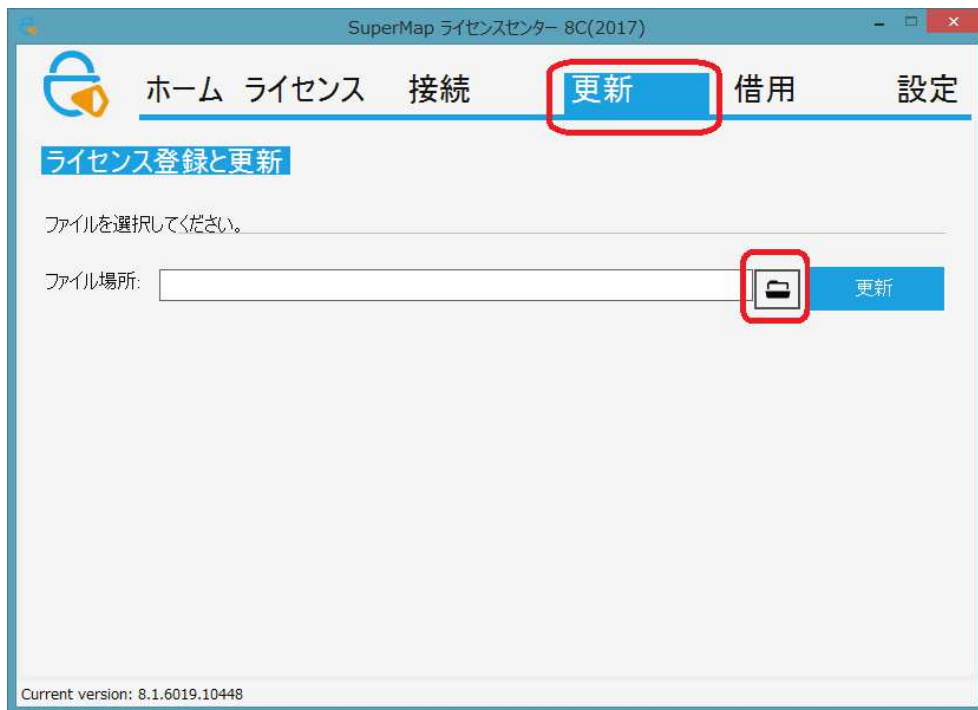 SuperMap ライセンスセンター 8C(2017)
ホーム ライセンス 接続 更新 借用 設定
ライセンス登録と更新
ファイルを選択してください。
ファイル場所: 更新
Current version: 8.1.6019.10448